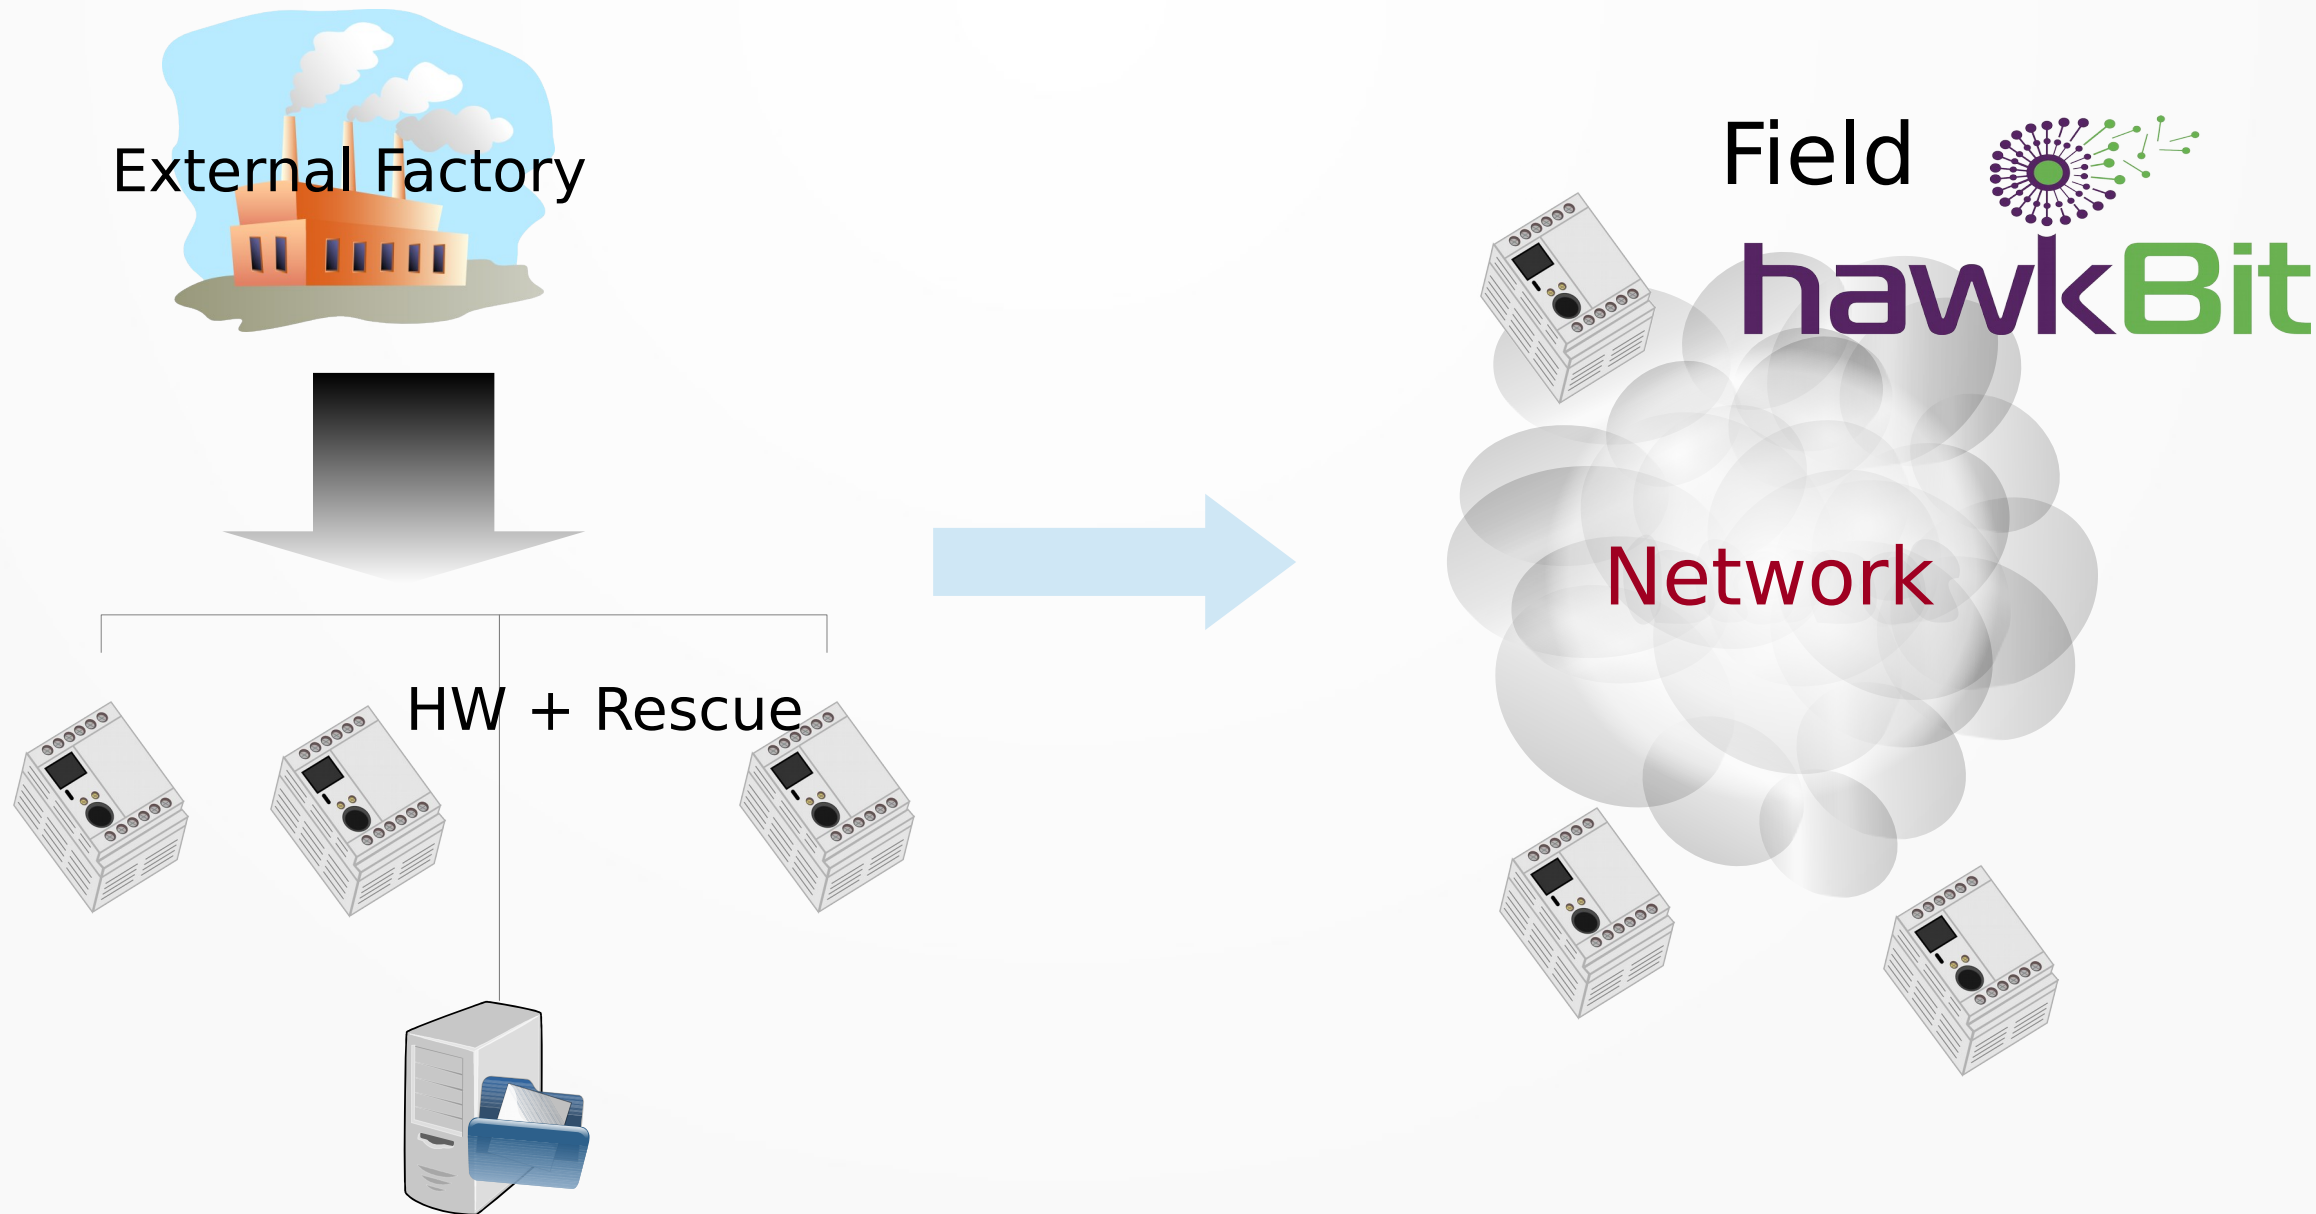 External Factory
Field
hawkBit
Network
HW + Rescue